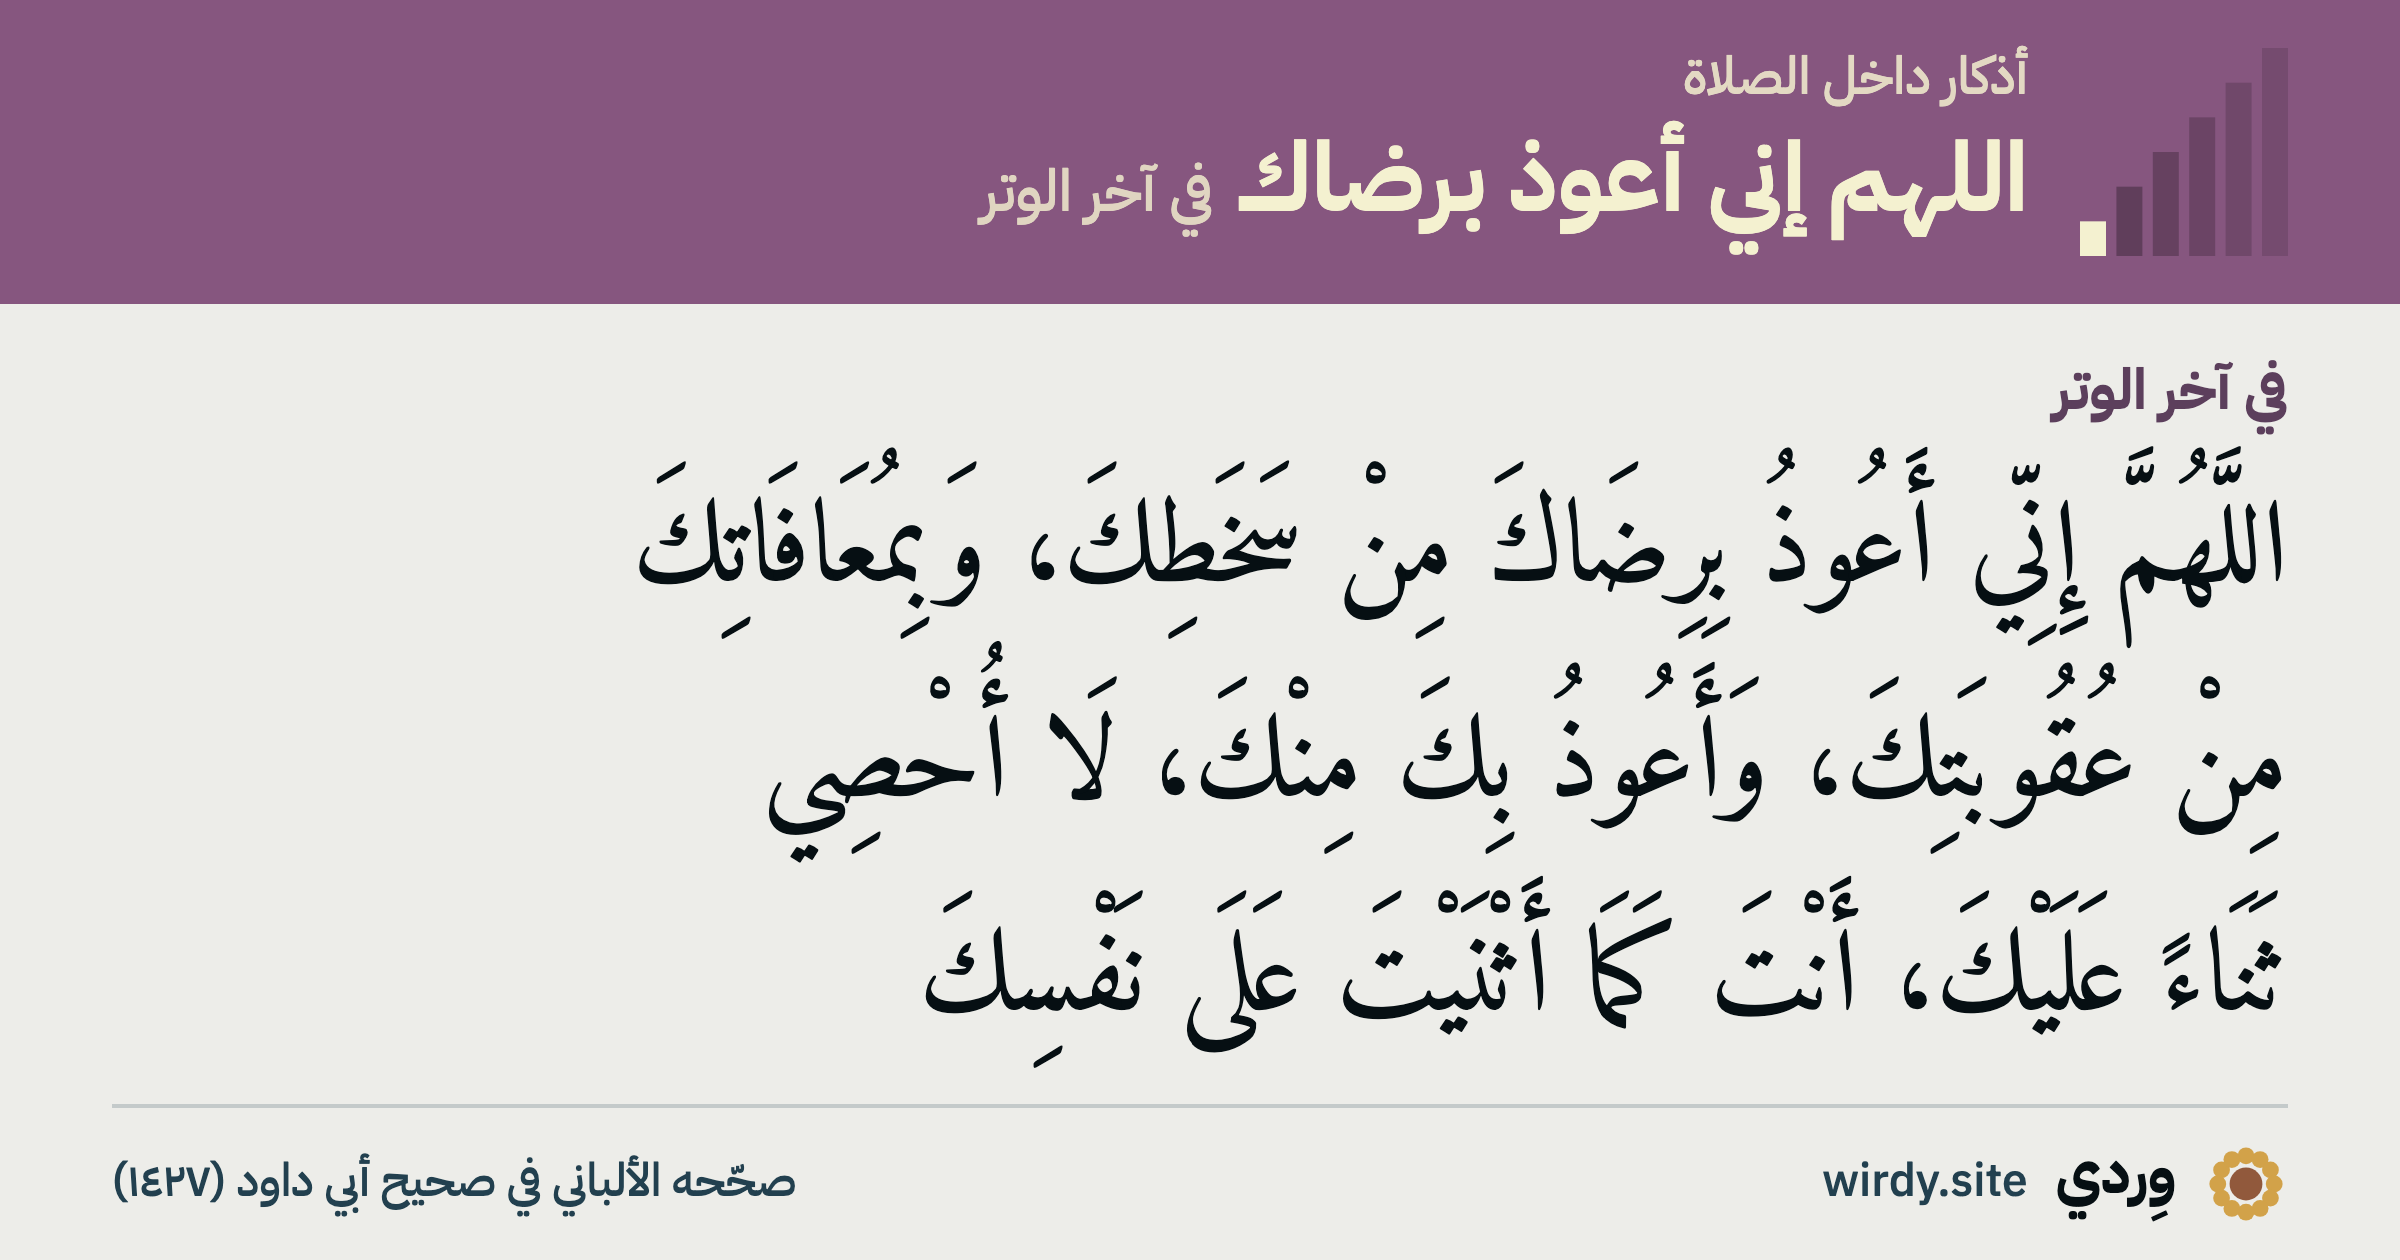 أذكار داخل الصلاة
اللهم إني أعوذ برضاك في آخر الوتر
في آخر الوتر
اللَّهُمَّ إِنِّي أَعُوذُ بِرِضَاكَ مِنْ سَخَطِكَ، وَبِمُعَافَاتِكَ
مِنْ عُقُوبَتِكَ، وَأَعُوذُ بِكَ مِنْكَ، لَا أُحْصِي
ثَنَاءً عَلَيْكَ، أَنْتَ كَمَا أَثْنَيْتَ عَلَى نَفْسِكَ
وِردي wirdy.site
صحّحه الألباني في صحيح أبي داود (١٤٢٧)